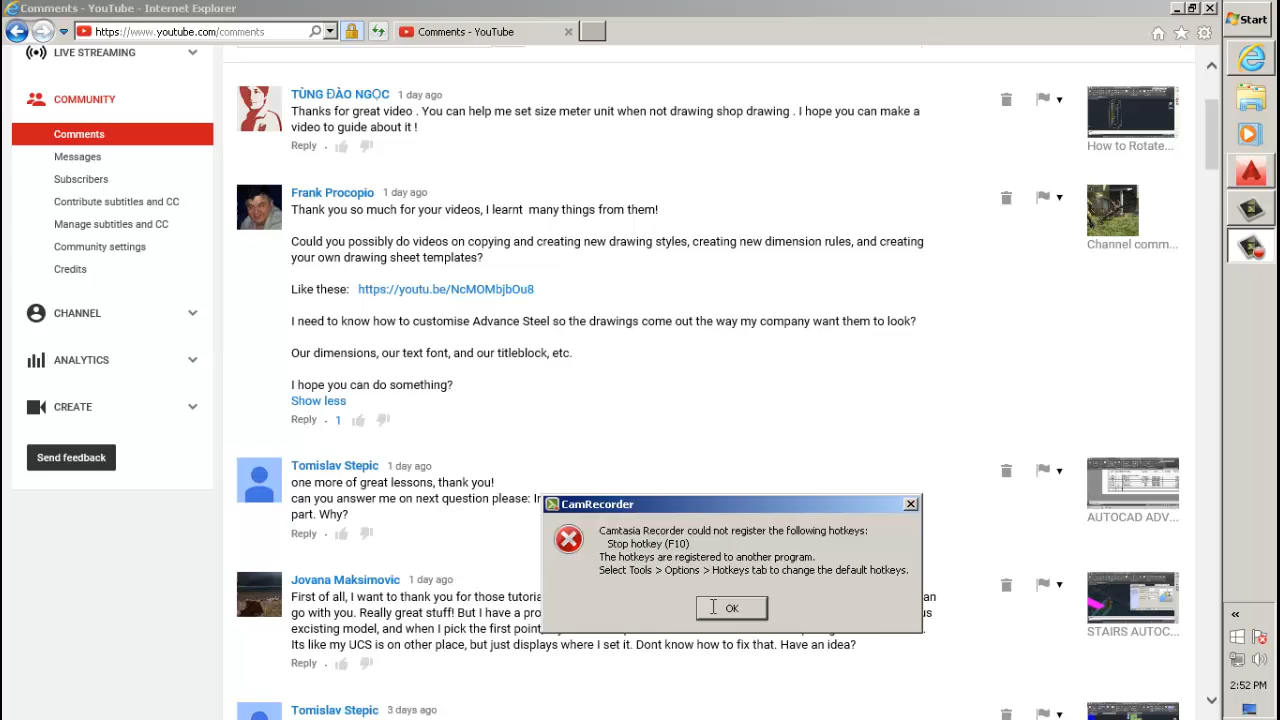 Comments - YouTube - Internet Explorer
https://www.youtube.com/comments
Comments - YouTube
Start
LIVE STREAMING
COMMUNITY
Comments
Messages
Subscribers
Contribute subtitles and CC
Manage subtitles and CC
Community settings
Credits
CHANNEL
ANALYTICS
CREATE
Send feedback
TÙNG ĐÀO NGỌC 1 day ago
Thanks for great video . You can help me set size meter unit when not drawing shop drawing . I hope you can make a
video to guide about it !
Reply
How to Rotate...
Frank Procopio 1 day ago
Thank you so much for your videos, I learnt many things from them!
Could you possibly do videos on copying and creating new drawing styles, creating new dimension rules, and creating
your own drawing sheet templates?
Like these: https://youtu.be/NcMOMbjbOu8
I need to know how to customise Advance Steel so the drawings come out the way my company want them to look?
Our dimensions, our text font, and our titleblock, etc.
I hope you can do something?
Show less
Reply 1
Channel comm...
Tomislav Stepic 1 day ago
one more of great lessons, thank you!
can you answer me on next question please:
part. Why?
Reply
AUTOCAD ADV...
CamRecorder
Camtasia Recorder could not register the following hotkeys:
Stop hotkey (F10)
The hotkeys are registered to another program.
Select Tools > Options > Hotkeys tab to change the default hotkeys.
OK
Jovana Maksimovic 1 day ago
First of all, I want to thank you for those tutoria can
go with you. Really great stuff! But I have a pro us
excisting model, and when I pick the first point
Its like my UCS is on other place, but just displays where I set it. Dont know how to fix that. Have an idea?
Reply
STAIRS AUTOC...
Tomislav Stepic 3 days ago
2:52 PM